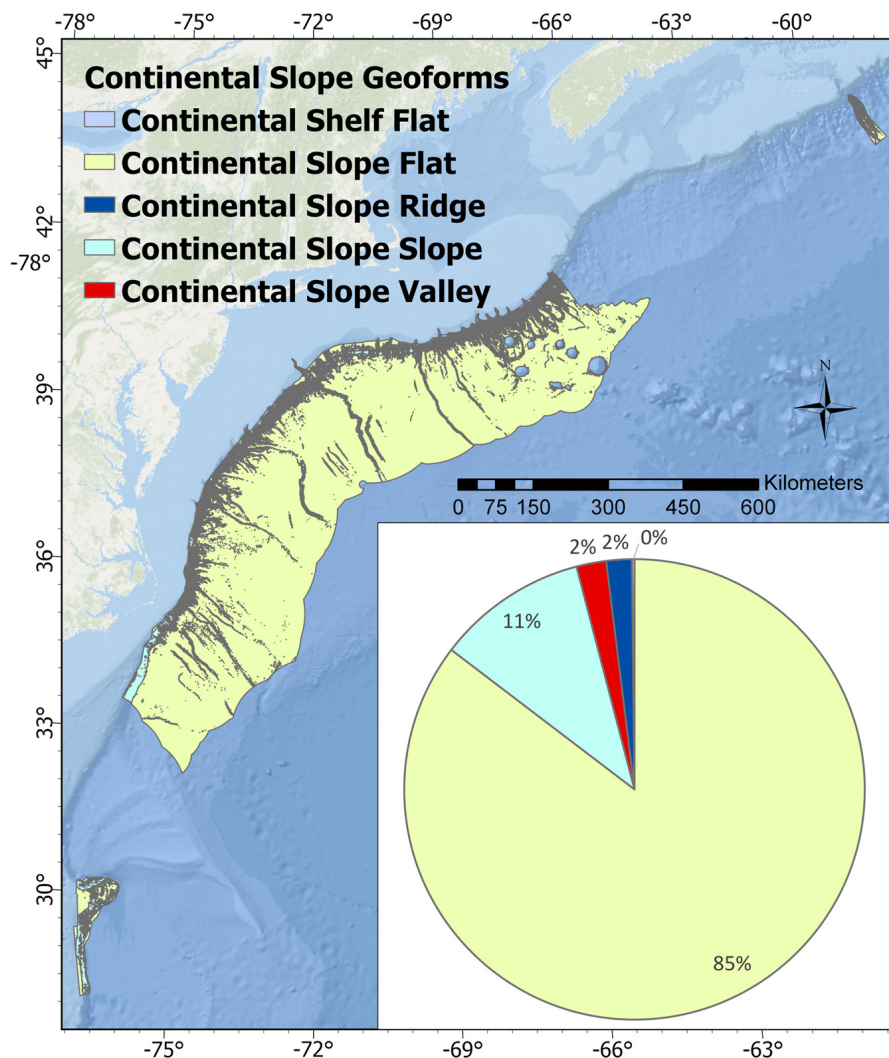 -78° -75° -72° -69° -66° -63° -60°
45°
Continental Slope Geoforms
Continental Shelf Flat
Continental Slope Flat
Continental Slope Ridge
Continental Slope Slope
Continental Slope Valley
42°
-78°
N
39°
Kilometers
0 75 150 300 450 600
36°
2% 2% 0%
11%
33°
30°
85%
-75° -72° -69° -66° -63°